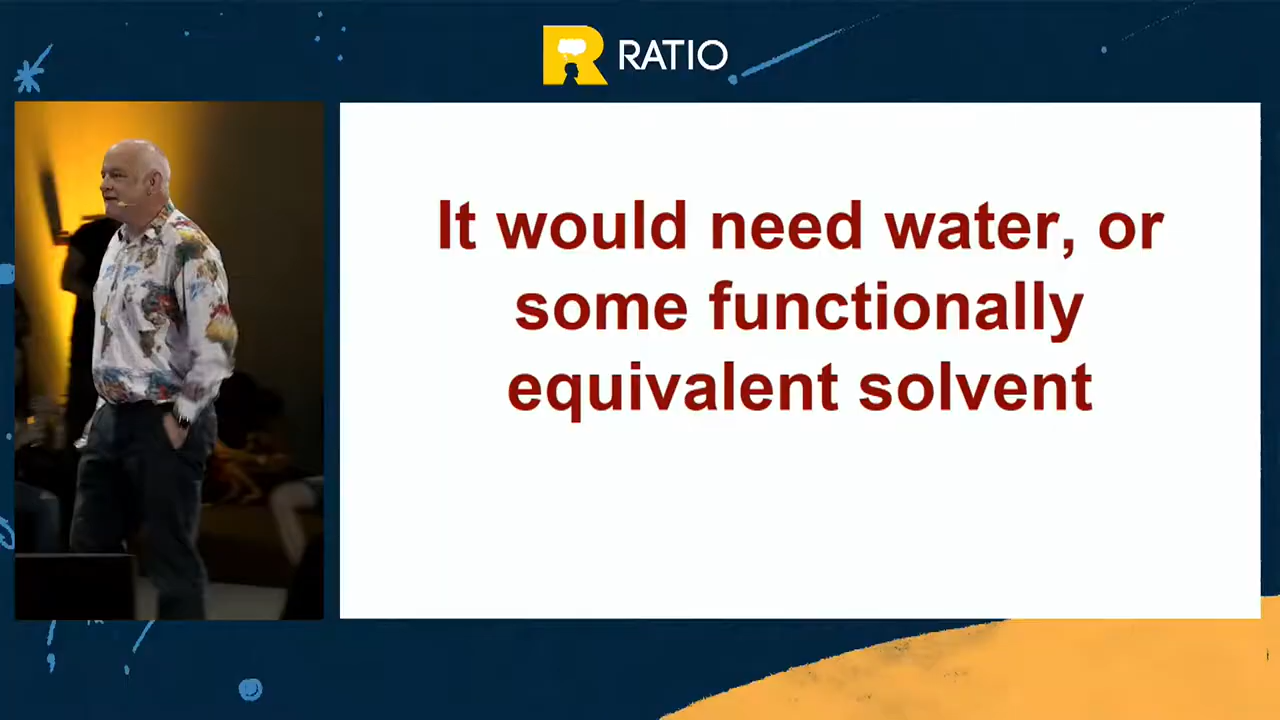 RATIO
It would need water, or
some functionally
equivalent solvent